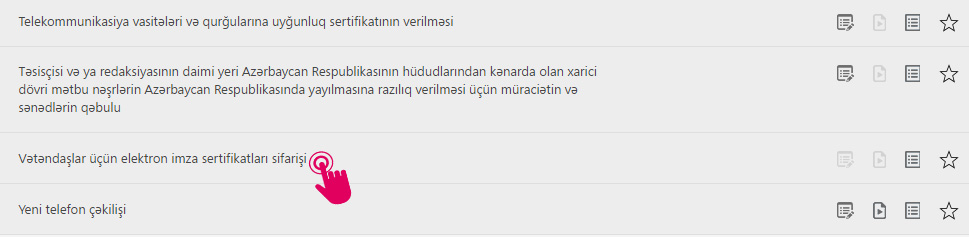 Telekommunikasiya vasitələri və qurğularına uyğunluq sertifikatının verilməsi
Təsisçisi və ya redaksiyasının daimi yeri Azərbaycan Respublikasının hüdudlarından kənarda olan xarici
dövri mətbu nəşrlərin Azərbaycan Respublikasında yayılmasına razılıq verilməsi üçün müraciətin və
sənədlərin qəbulu
Vətəndaşlar üçün elektron imza sertifikatları sifarişi
Yeni telefon çəkilişi